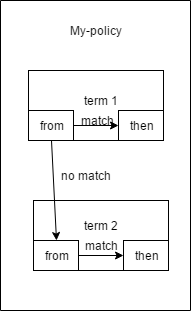 My-policy
term 1
match
from
then
no match
term 2
match
from
then